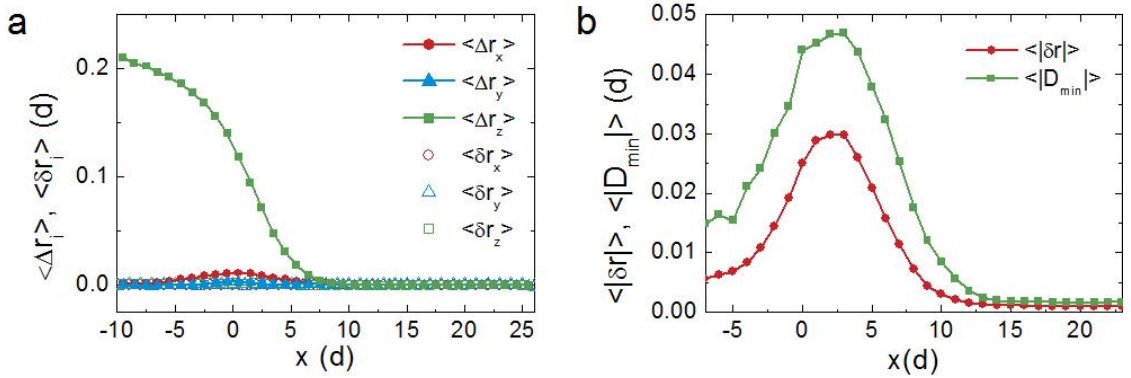 a
<Δr_x>
<Δr_y>
<Δr_z>
<δr_x>
<δr_y>
<δr_z>
<Δr_i>, <δr_i> (d)
0.2
0.1
0.0
-10 -5 0 5 10 15 20 25
x (d)
b
<|δr|>
<|D_min|>
<|δr|>, <|D_min|> (d)
0.05
0.04
0.03
0.02
0.01
0.00
-5 0 5 10 15 20
x(d)